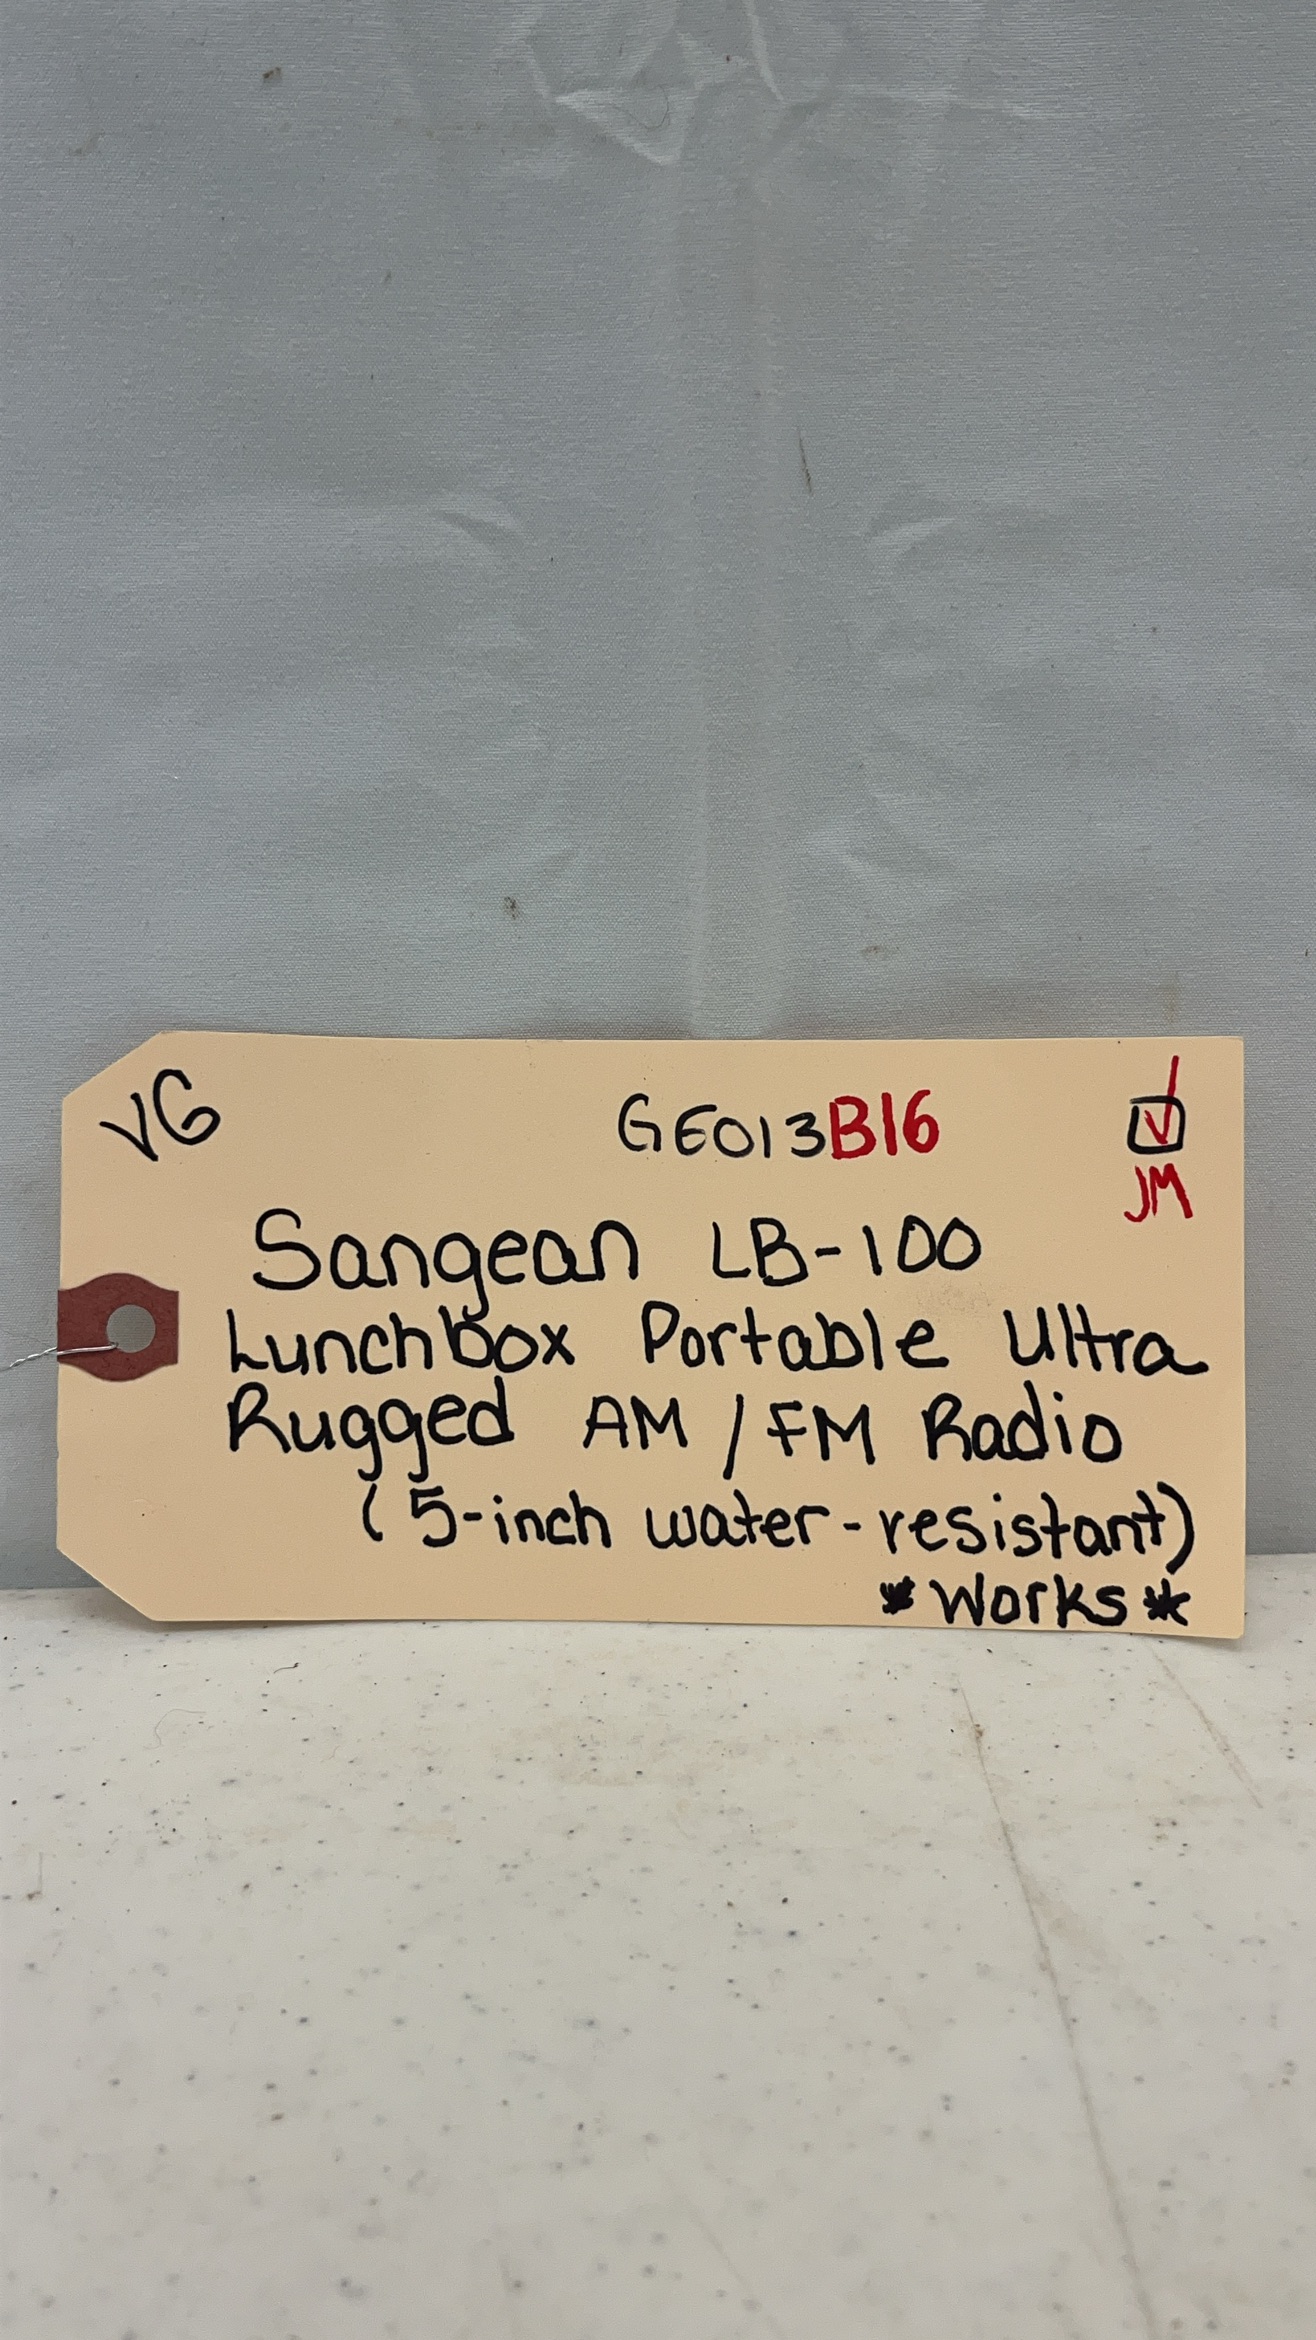 VG GE013B16 ☑
JM
Sangean LB-100
Lunchbox Portable Ultra
Rugged AM / FM Radio
(5-inch water-resistant)
*Works*